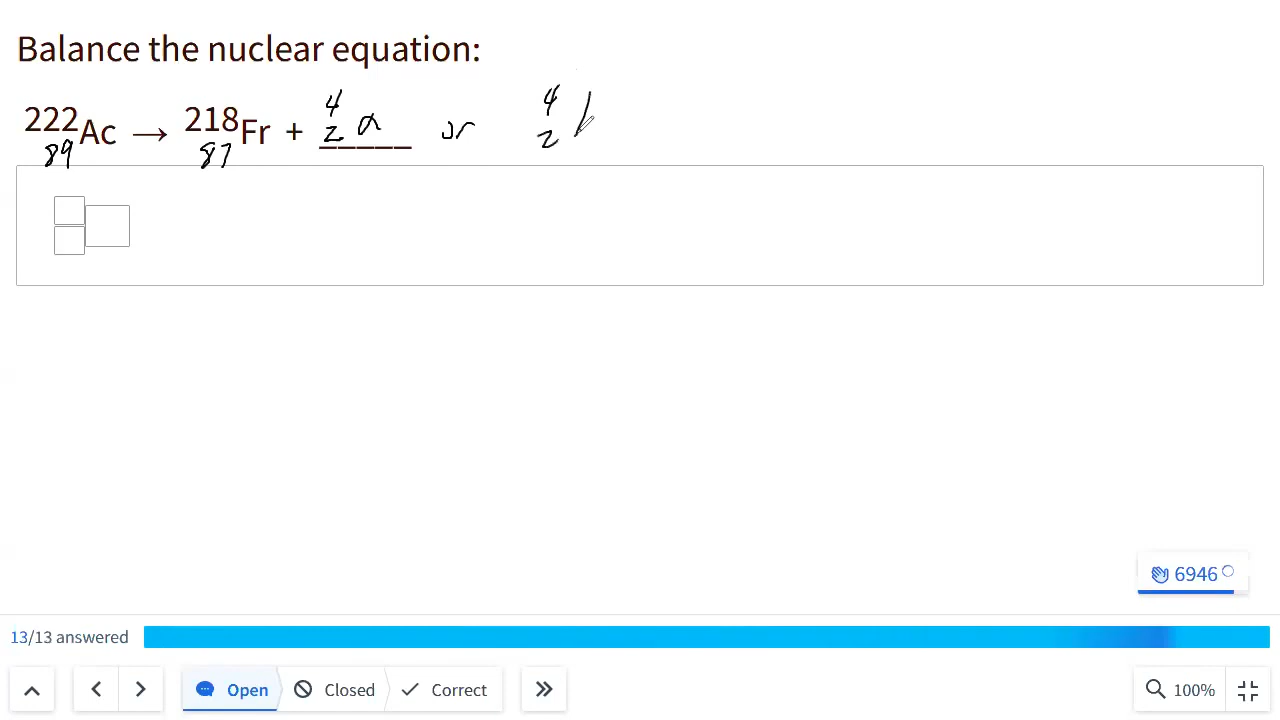 Balance the nuclear equation:
222 Ac → 218 Fr + 4 α _____ or 4
89 87 2 2
6946
13/13 answered
Open Closed Correct 100%